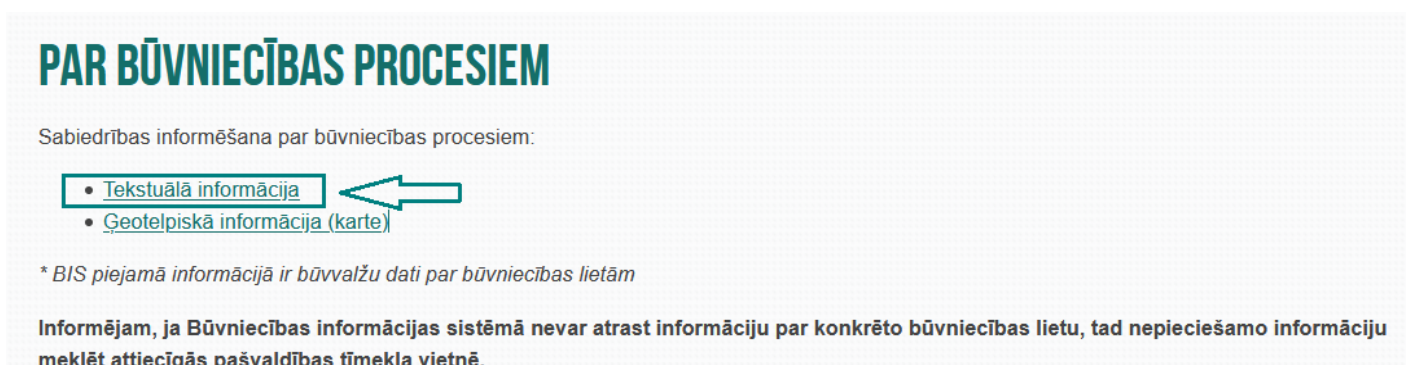 PAR BŪVNIECĪBAS PROCESIEM
Sabiedrības informēšana par būvniecības procesiem:
• Tekstuālā informācija
• Ģeotelpiskā informācija (karte)
* BIS piejamā informācijā ir būvvalžu dati par būvniecības lietām
Informējam, ja Būvniecības informācijas sistēmā nevar atrast informāciju par konkrēto būvniecības lietu, tad nepieciešamo informāciju
meklēt attiecīgās pašvaldības tīmekļa vietnē.